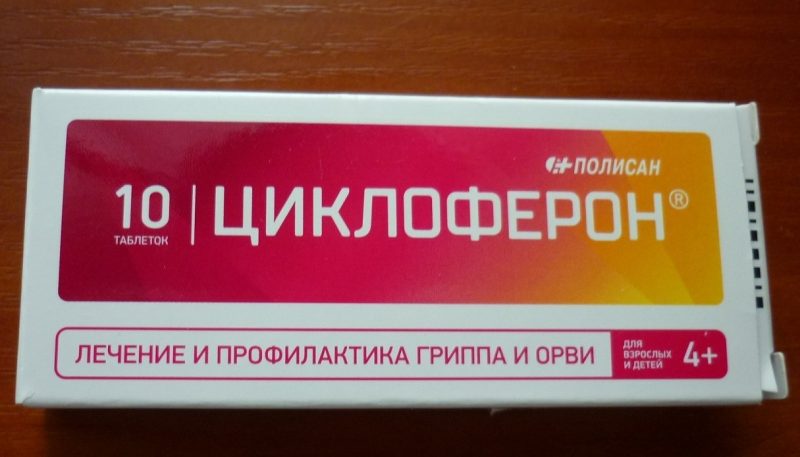 ПОЛИСАН
10
ТАБЛЕТОК
ЦИКЛОФЕРОН®
ЛЕЧЕНИЕ И ПРОФИЛАКТИКА ГРИППА И ОРВИ
ДЛЯ
ВЗРОСЛЫХ
И ДЕТЕЙ
4+